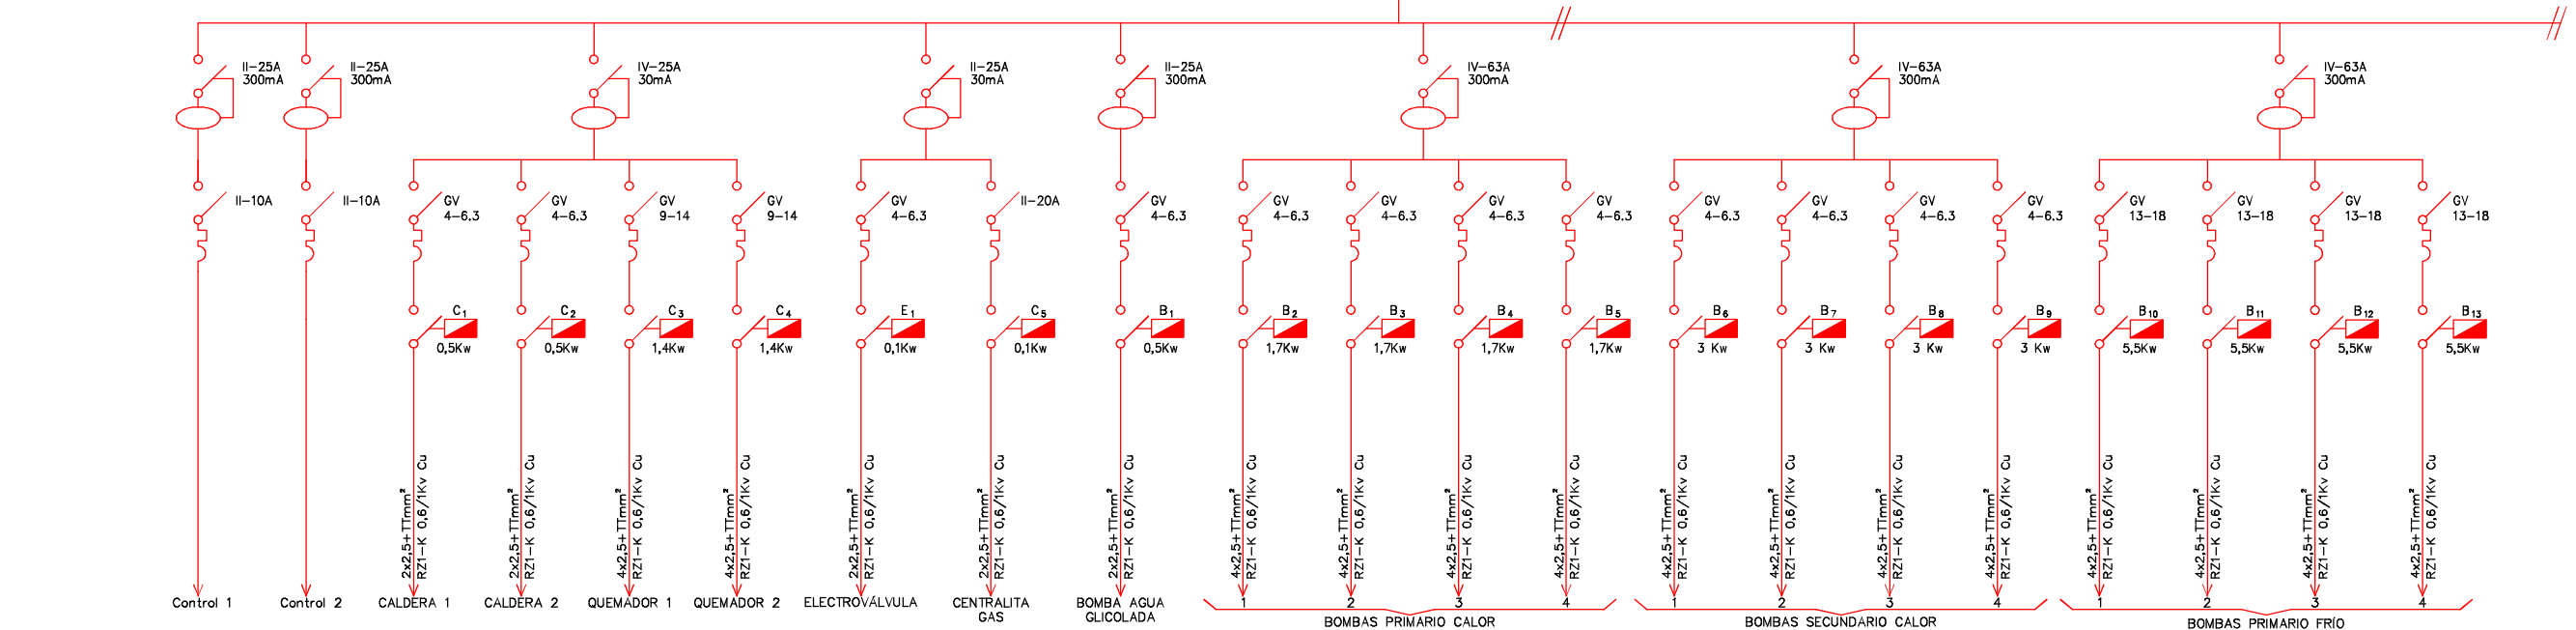 II-25A
300mA
II-25A
300mA
IV-25A
30mA
II-25A
30mA
II-25A
300mA
IV-63A
300mA
IV-63A
300mA
IV-63A
300mA
II-10A
II-10A
GV
4-6.3
GV
4-6.3
GV
9-14
GV
9-14
GV
4-6.3
II-20A
GV
4-6.3
GV
4-6.3
GV
4-6.3
GV
4-6.3
GV
4-6.3
GV
4-6.3
GV
4-6.3
GV
4-6.3
GV
4-6.3
GV
13-18
GV
13-18
GV
13-18
GV
13-18
C1
0,5Kw
C2
0,5Kw
C3
1,4Kw
C4
1,4Kw
E1
0,1Kw
C5
0,1Kw
B1
0,5Kw
B2
1,7Kw
B3
1,7Kw
B4
1,7Kw
B5
1,7Kw
B6
3 Kw
B7
3 Kw
B8
3 Kw
B9
3 Kw
B10
5,5Kw
B11
5,5Kw
B12
5,5Kw
B13
5,5Kw
2x2,5+TTmm²
RZ1-K 0,6/1Kv Cu
2x2,5+TTmm²
RZ1-K 0,6/1Kv Cu
4x2,5+TTmm²
RZ1-K 0,6/1Kv Cu
4x2,5+TTmm²
RZ1-K 0,6/1Kv Cu
2x2,5+TTmm²
RZ1-K 0,6/1Kv Cu
2x2,5+TTmm²
RZ1-K 0,6/1Kv Cu
2x2,5+TTmm²
RZ1-K 0,6/1Kv Cu
4x2,5+TTmm²
RZ1-K 0,6/1Kv Cu
4x2,5+TTmm²
RZ1-K 0,6/1Kv Cu
4x2,5+TTmm²
RZ1-K 0,6/1Kv Cu
4x2,5+TTmm²
RZ1-K 0,6/1Kv Cu
4x2,5+TTmm²
RZ1-K 0,6/1Kv Cu
4x2,5+TTmm²
RZ1-K 0,6/1Kv Cu
4x2,5+TTmm²
RZ1-K 0,6/1Kv Cu
4x2,5+TTmm²
RZ1-K 0,6/1Kv Cu
4x2,5+TTmm²
RZ1-K 0,6/1Kv Cu
4x2,5+TTmm²
RZ1-K 0,6/1Kv Cu
4x2,5+TTmm²
RZ1-K 0,6/1Kv Cu
4x2,5+TTmm²
RZ1-K 0,6/1Kv Cu
Control 1
Control 2
CALDERA 1
CALDERA 2
QUEMADOR 1
QUEMADOR 2
ELECTROVÁLVULA
CENTRALITA
GAS
BOMBA AGUA
GLICOLADA
1
2
3
4
BOMBAS PRIMARIO CALOR
1
2
3
4
BOMBAS SECUNDARIO CALOR
1
2
3
4
BOMBAS PRIMARIO FRÍO